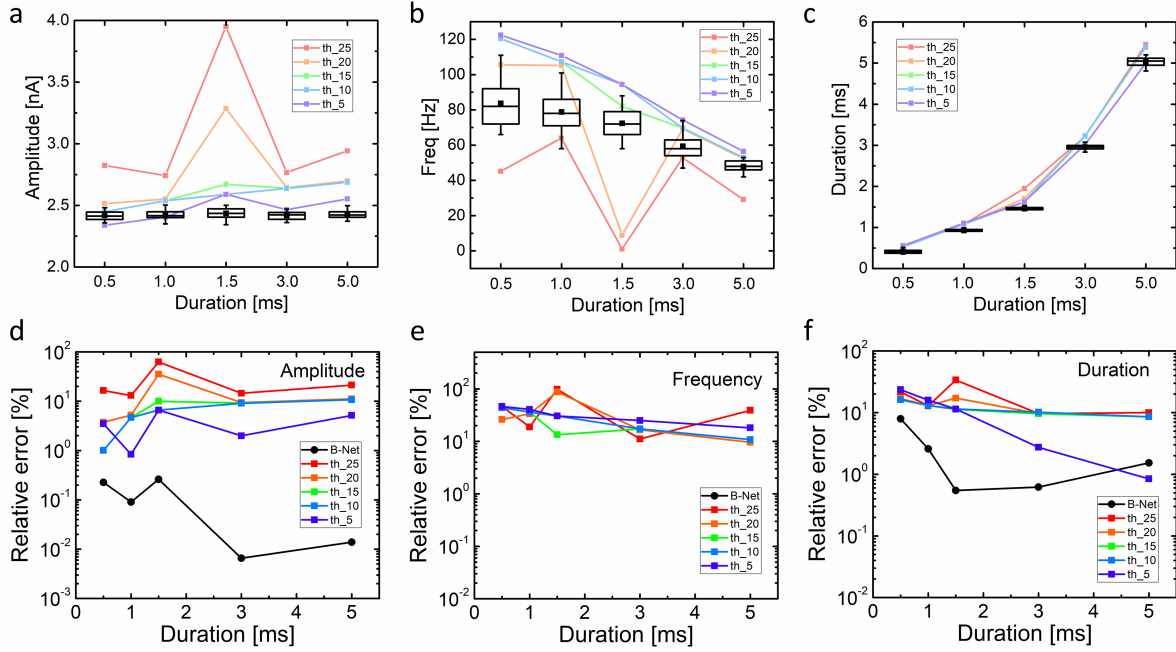 a
4.0
3.5
3.0
2.5
2.0
Amplitude [nA]
0.5
1.0
1.5
3.0
5.0
Duration [ms]
th_25
th_20
th_15
th_10
th_5
b
120
100
80
60
40
20
0
Freq [Hz]
0.5
1.0
1.5
3.0
5.0
Duration [ms]
th_25
th_20
th_15
th_10
th_5
c
6
5
4
3
2
1
0
Duration [ms]
0.5
1.0
1.5
3.0
5.0
Duration [ms]
th_25
th_20
th_15
th_10
th_5
d
10²
10¹
10⁰
10⁻¹
10⁻²
10⁻³
Relative error [%]
Amplitude
B-Net
th_25
th_20
th_15
th_10
th_5
0
1
2
3
4
5
Duration [ms]
e
10²
10¹
10⁰
10⁻¹
10⁻²
Relative error [%]
Frequency
B-Net
th_25
th_20
th_15
th_10
th_5
0
1
2
3
4
5
Duration [ms]
f
10²
10¹
10⁰
10⁻¹
10⁻²
Relative error [%]
Duration
B-Net
th_25
th_20
th_15
th_10
th_5
0
1
2
3
4
5
Duration [ms]